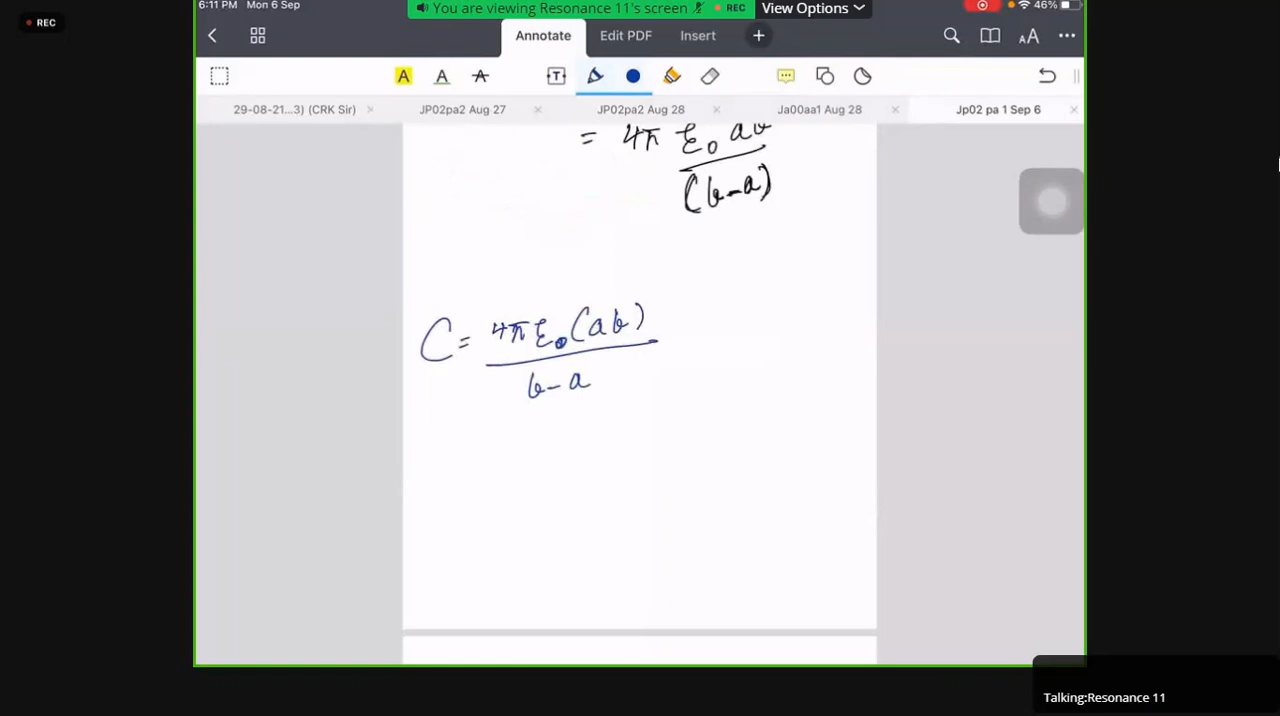 6:11 PM Mon 6 Sep
You are viewing Resonance 11's screen
REC
View Options
46%
REC
Annotate
Edit PDF
Insert
+
AA
A A A T
29-08-21...3) (CRK Sir) ×
JP02pa2 Aug 27 ×
JP02pa2 Aug 28 ×
Ja00aa1 Aug 28 ×
Jp02 pa 1 Sep 6 ×
= 4π ε₀ ab
(b-a)
C = 4πε₀(ab)
b-a
Talking:Resonance 11